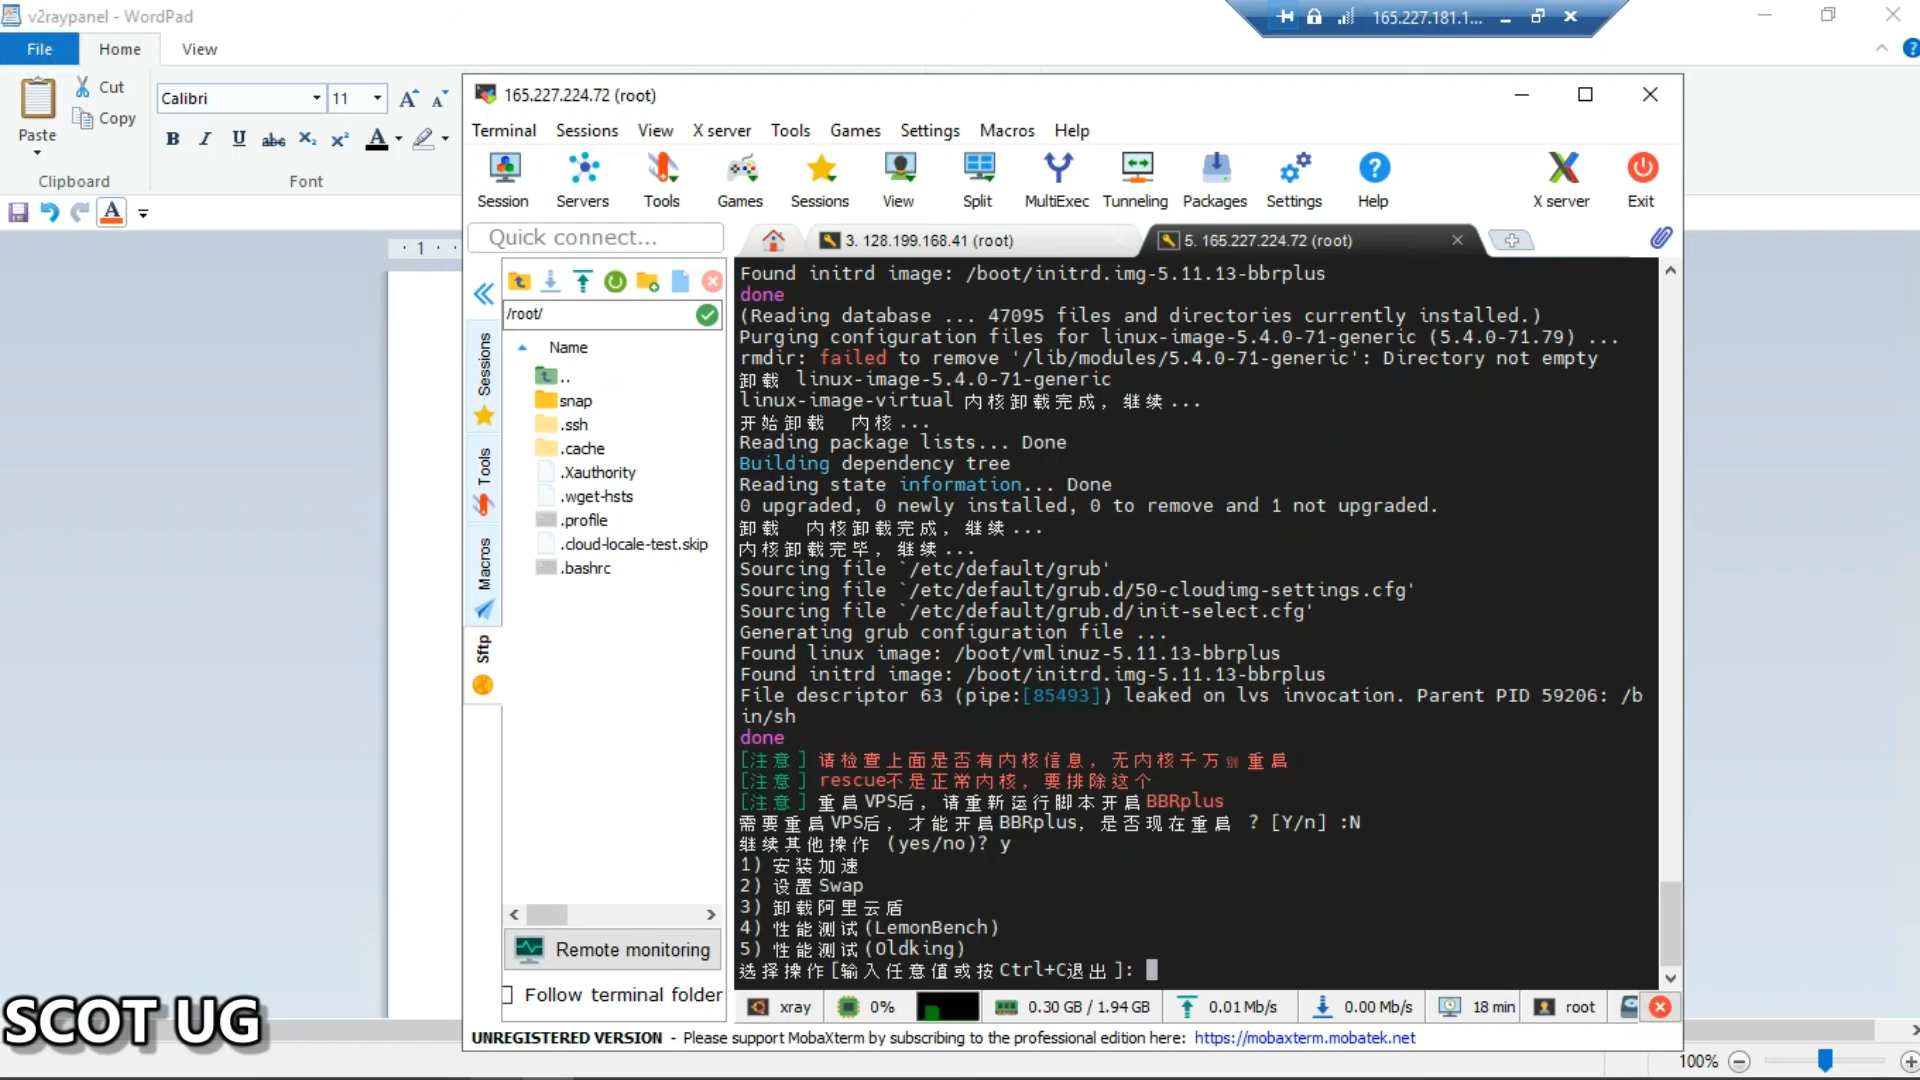 v2raypanel - WordPad
165.227.181.1...
File
Home
View
Paste
Cut
Copy
Clipboard
Calibri
11
Font
1
165.227.224.72 (root)
Terminal
Sessions
View
X server
Tools
Games
Settings
Macros
Help
Session
Servers
Tools
Games
Sessions
View
Split
MultiExec
Tunneling
Packages
Settings
Help
X server
Exit
Quick connect...
3. 128.199.168.41 (root)
5. 165.227.224.72 (root)
Sessions
Tools
Macros
Sftp
/root/
Name
..
snap
.ssh
.cache
.Xauthority
.wget-hsts
.profile
.cloud-locale-test.skip
.bashrc
Remote monitoring
Follow terminal folder
Found initrd image: /boot/initrd.img-5.11.13-bbrplus
done
(Reading database ... 47095 files and directories currently installed.)
Purging configuration files for linux-image-5.4.0-71-generic (5.4.0-71.79) ...
rmdir: failed to remove '/lib/modules/5.4.0-71-generic': Directory not empty
卸载 linux-image-5.4.0-71-generic
linux-image-virtual 内核卸载完成, 继续...
开始卸载 内核...
Reading package lists... Done
Building dependency tree
Reading state information... Done
0 upgraded, 0 newly installed, 0 to remove and 1 not upgraded.
卸载 内核卸载完成, 继续...
内核卸载完毕, 继续...
Sourcing file `/etc/default/grub'
Sourcing file `/etc/default/grub.d/50-cloudimg-settings.cfg'
Sourcing file `/etc/default/grub.d/init-select.cfg'
Generating grub configuration file ...
Found linux image: /boot/vmlinuz-5.11.13-bbrplus
Found initrd image: /boot/initrd.img-5.11.13-bbrplus
File descriptor 63 (pipe:[85493]) leaked on lvs invocation. Parent PID 59206: /b
in/sh
done
[注意] 请检查上面是否有内核信息, 无内核千万别重启
[注意] rescue不是正常内核, 要排除这个
[注意] 重启VPS后, 请重新运行脚本开启BBRplus
需要重启VPS后, 才能开启BBRplus, 是否现在重启 ? [Y/n] :N
继续其他操作 (yes/no)? y
1) 安装加速
2) 设置Swap
3) 卸载阿里云盾
4) 性能测试(LemonBench)
5) 性能测试(Oldking)
选择操作[输入任意值或按Ctrl+C退出]:
xray
0%
0.30 GB / 1.94 GB
0.01 Mb/s
0.00 Mb/s
18 min
root
UNREGISTERED VERSION - Please support MobaXterm by subscribing to the professional edition here: https://mobaxterm.mobatek.net
SCOT UG
100%